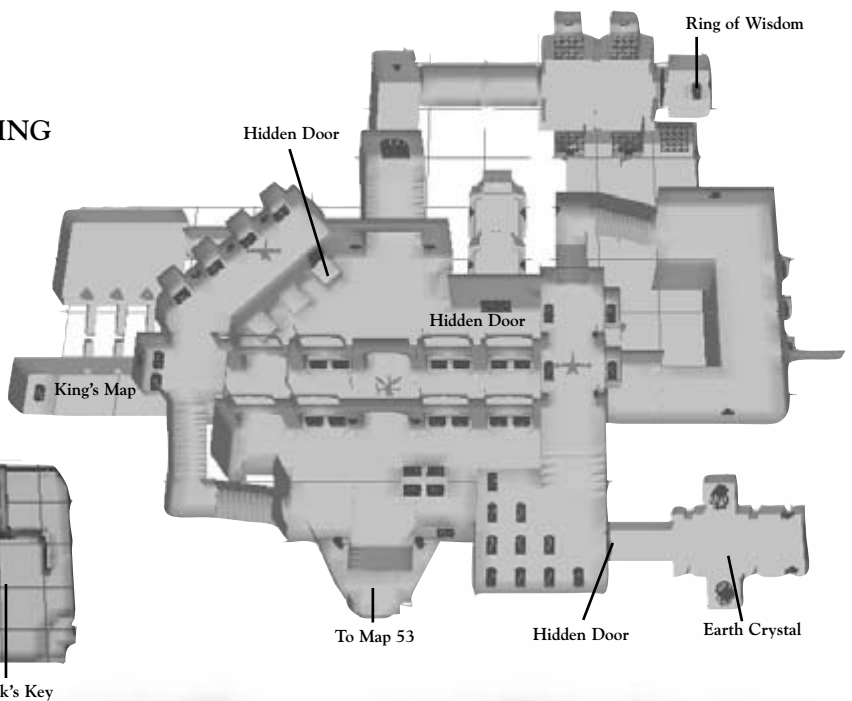 Ring of Wisdom
ING
Hidden Door
Hidden Door
King's Map
To Map 53
Hidden Door
Earth Crystal
k's Key